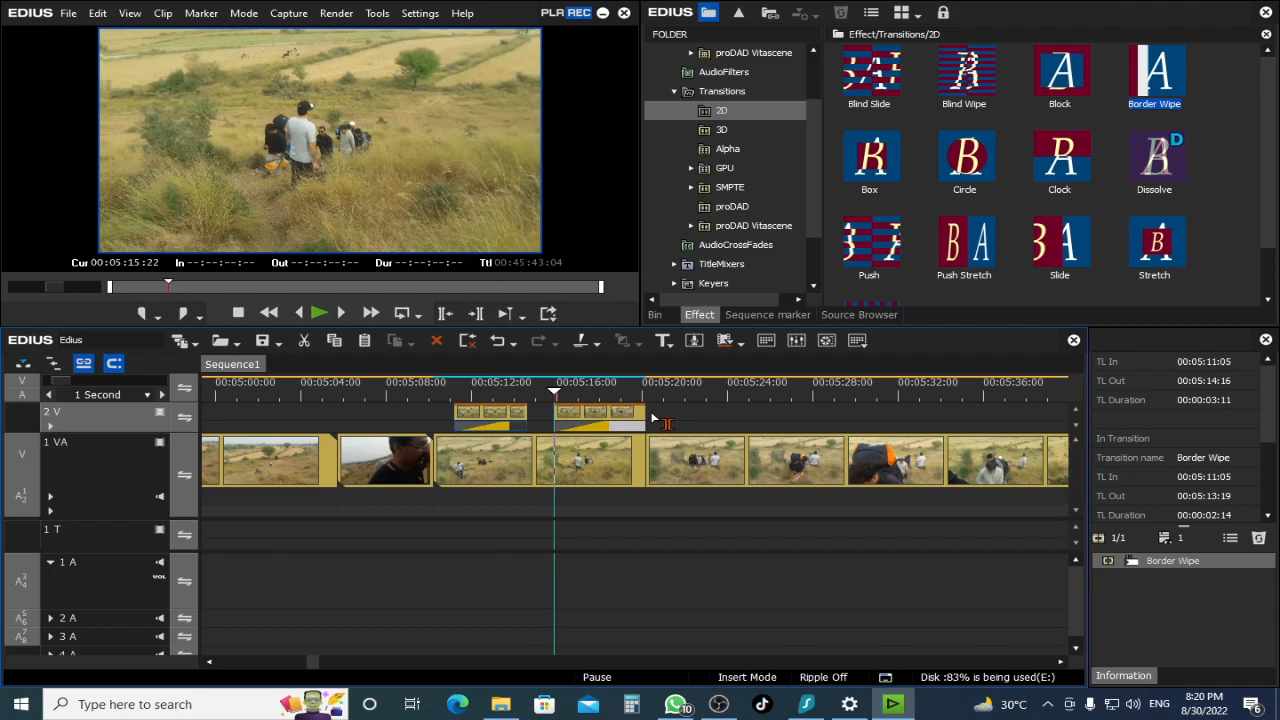 EDIUS File Edit View Clip Marker Mode Capture Render Tools Settings Help PLR REC
Cur 00:05:15:22 In --:--:--:-- Out --:--:--:-- Dur --:--:--:-- Ttl 00:45:43:04
EDIUS
FOLDER
proDAD Vitascene
AudioFilters
Transitions
2D
3D
Alpha
GPU
SMPTE
proDAD
proDAD Vitascene
AudioCrossFades
TitleMixers
Keyers
Effect/Transitions/2D
Blind Slide Blind Wipe Block Border Wipe
Box Circle Clock Dissolve
Push Push Stretch Slide Stretch
Bin Effect Sequence marker Source Browser
EDIUS Edius
Sequence1
V
A
1 Second
00:05:00:00 00:05:04:00 00:05:08:00 00:05:12:00 00:05:16:00 00:05:20:00 00:05:24:00 00:05:28:00 00:05:32:00 00:05:36:00
2 V
V 1 VA
A 1 2
1 T
A 3 4 1 A
VOL
A 5 6 2 A
A 7 8 3 A
Pause Insert Mode Ripple Off Disk :83% is being used(E:)
TL In 00:05:11:05
TL Out 00:05:14:16
TL Duration 00:00:03:11
In Transition
Transition name Border Wipe
TL In 00:05:11:05
TL Out 00:05:13:19
TL Duration 00:00:02:14
1/1 1
Border Wipe
Information
Type here to search
10
30°C
ENG
8:20 PM
8/30/2022
6